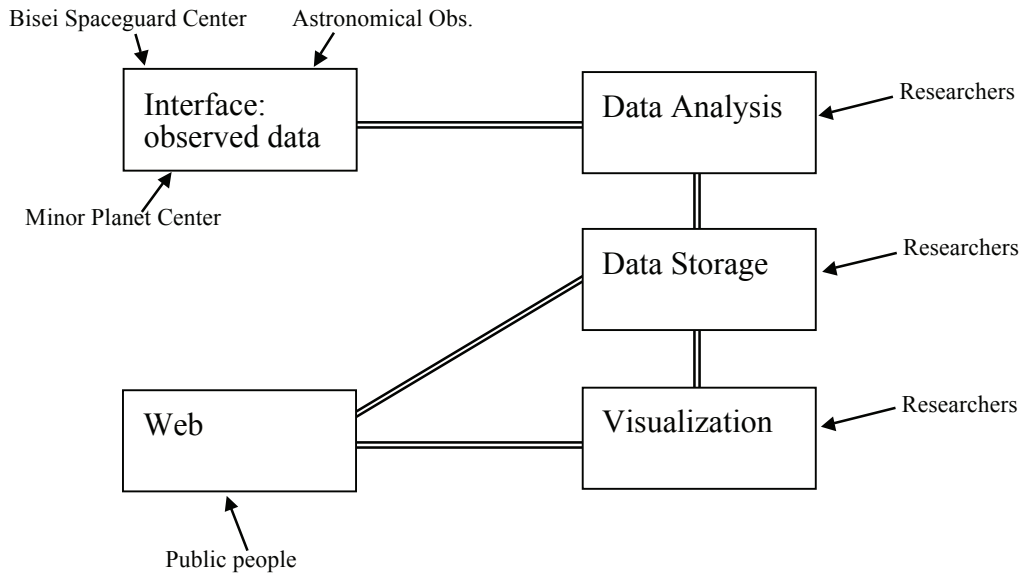 Bisei Spaceguard Center
Astronomical Obs.
Interface:
observed data
Minor Planet Center
Data Analysis
Researchers
Data Storage
Researchers
Web
Public people
Visualization
Researchers